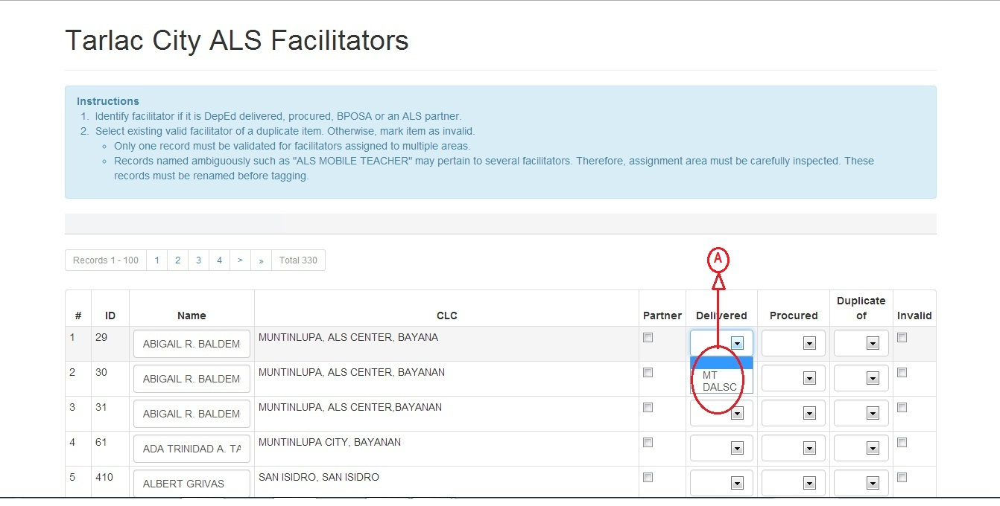 Tarlac City ALS Facilitators
Instructions
1. Identify facilitator if it is DepEd delivered, procured, BPOSA or an ALS partner.
2. Select existing valid facilitator of a duplicate item. Otherwise, mark item as invalid.
Only one record must be validated for facilitators assigned to multiple areas.
Records named ambiguously such as "ALS MOBILE TEACHER" may pertain to several facilitators. Therefore, assignment area must be carefully inspected. These
records must be renamed before tagging.
Records 1 - 100 1 2 3 4 > » Total 330
A
# ID Name CLC Partner Delivered Procured Duplicate of Invalid
1 29 ABIGAIL R. BALDEM MUNTINLUPA, ALS CENTER, BAYANA
MT
DALSC
2 30 ABIGAIL R. BALDEM MUNTINLUPA, ALS CENTER, BAYANAN
3 31 ABIGAIL R. BALDEM MUNTINLUPA, ALS CENTER,BAYANAN
4 61 ADA TRINIDAD A. TA MUNTINLUPA CITY, BAYANAN
5 410 ALBERT GRIVAS SAN ISIDRO, SAN ISIDRO